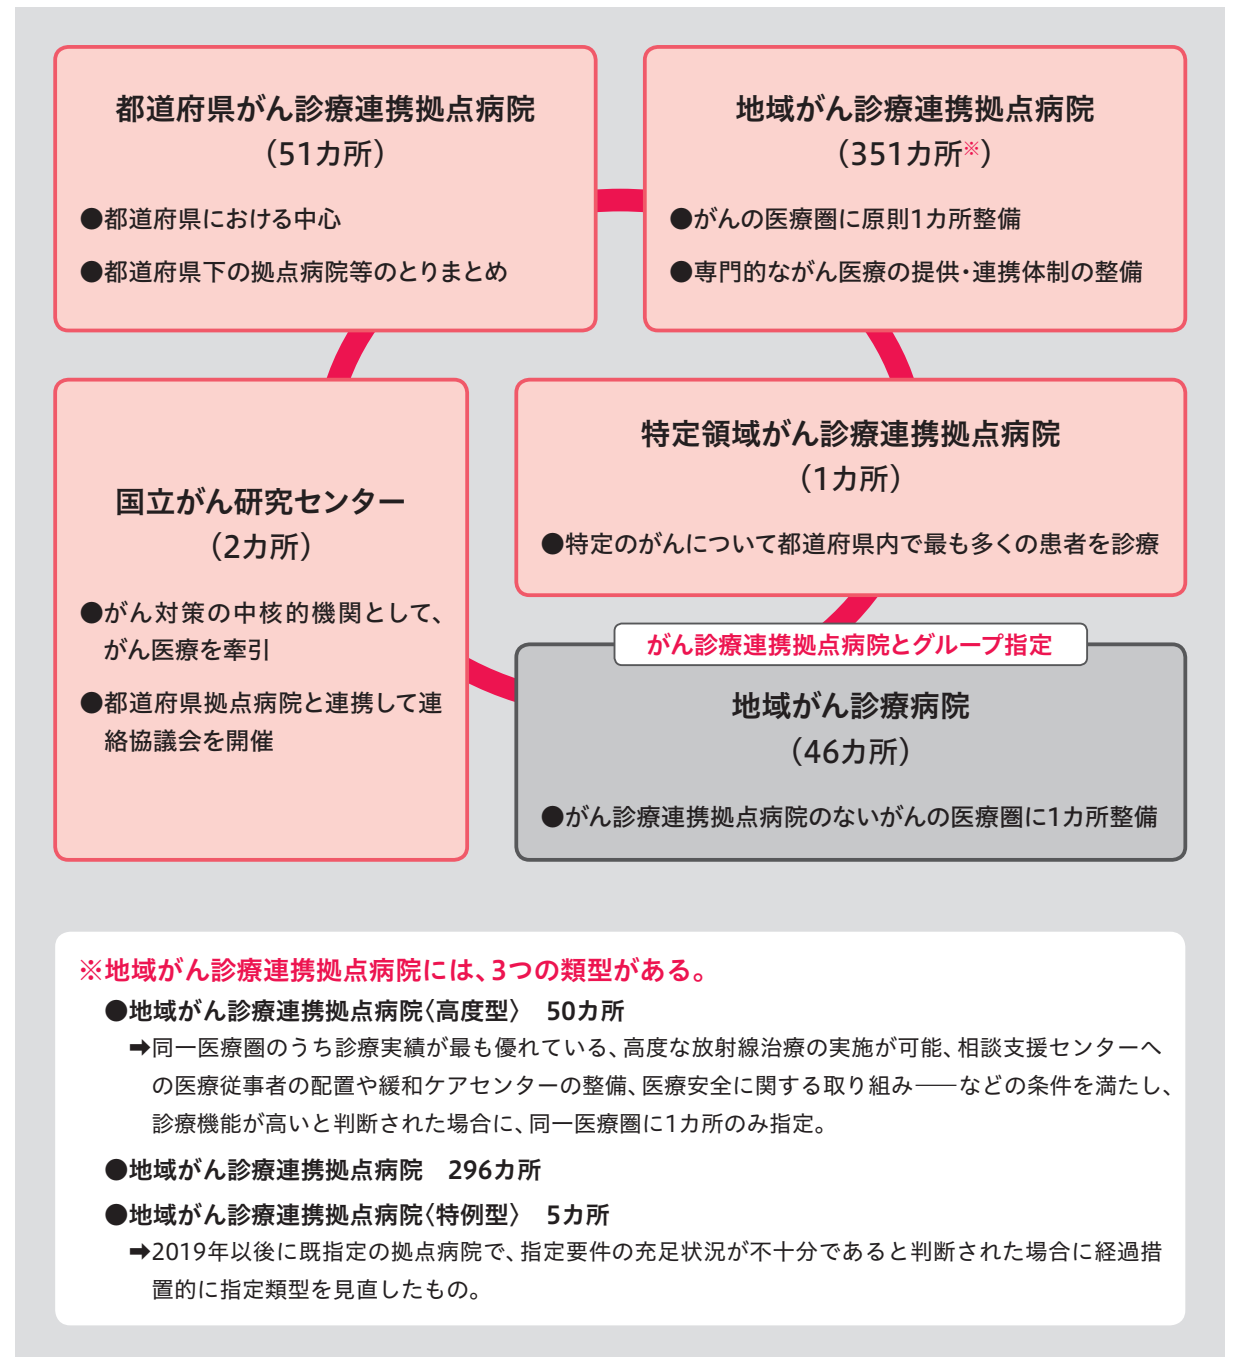 都道府県がん診療連携拠点病院
（51カ所）
●都道府県における中心
●都道府県下の拠点病院等のとりまとめ
地域がん診療連携拠点病院
（351カ所※）
●がんの医療圏に原則1カ所整備
●専門的ながん医療の提供・連携体制の整備
国立がん研究センター
（2カ所）
●がん対策の中核的機関として、
がん医療を牽引
●都道府県拠点病院と連携して連
絡協議会を開催
特定領域がん診療連携拠点病院
（1カ所）
●特定のがんについて都道府県内で最も多くの患者を診療
がん診療連携拠点病院とグループ指定
地域がん診療病院
（46カ所）
●がん診療連携拠点病院のないがんの医療圏に1カ所整備
※地域がん診療連携拠点病院には、3つの類型がある。
●地域がん診療連携拠点病院〈高度型〉　50カ所
➡同一医療圏のうち診療実績が最も優れている、高度な放射線治療の実施が可能、相談支援センターへ
の医療従事者の配置や緩和ケアセンターの整備、医療安全に関する取り組み――などの条件を満たし、
診療機能が高いと判断された場合に、同一医療圏に1カ所のみ指定。
●地域がん診療連携拠点病院　296カ所
●地域がん診療連携拠点病院〈特例型〉　5カ所
➡2019年以後に既指定の拠点病院で、指定要件の充足状況が不十分であると判断された場合に経過措
置的に指定類型を見直したもの。